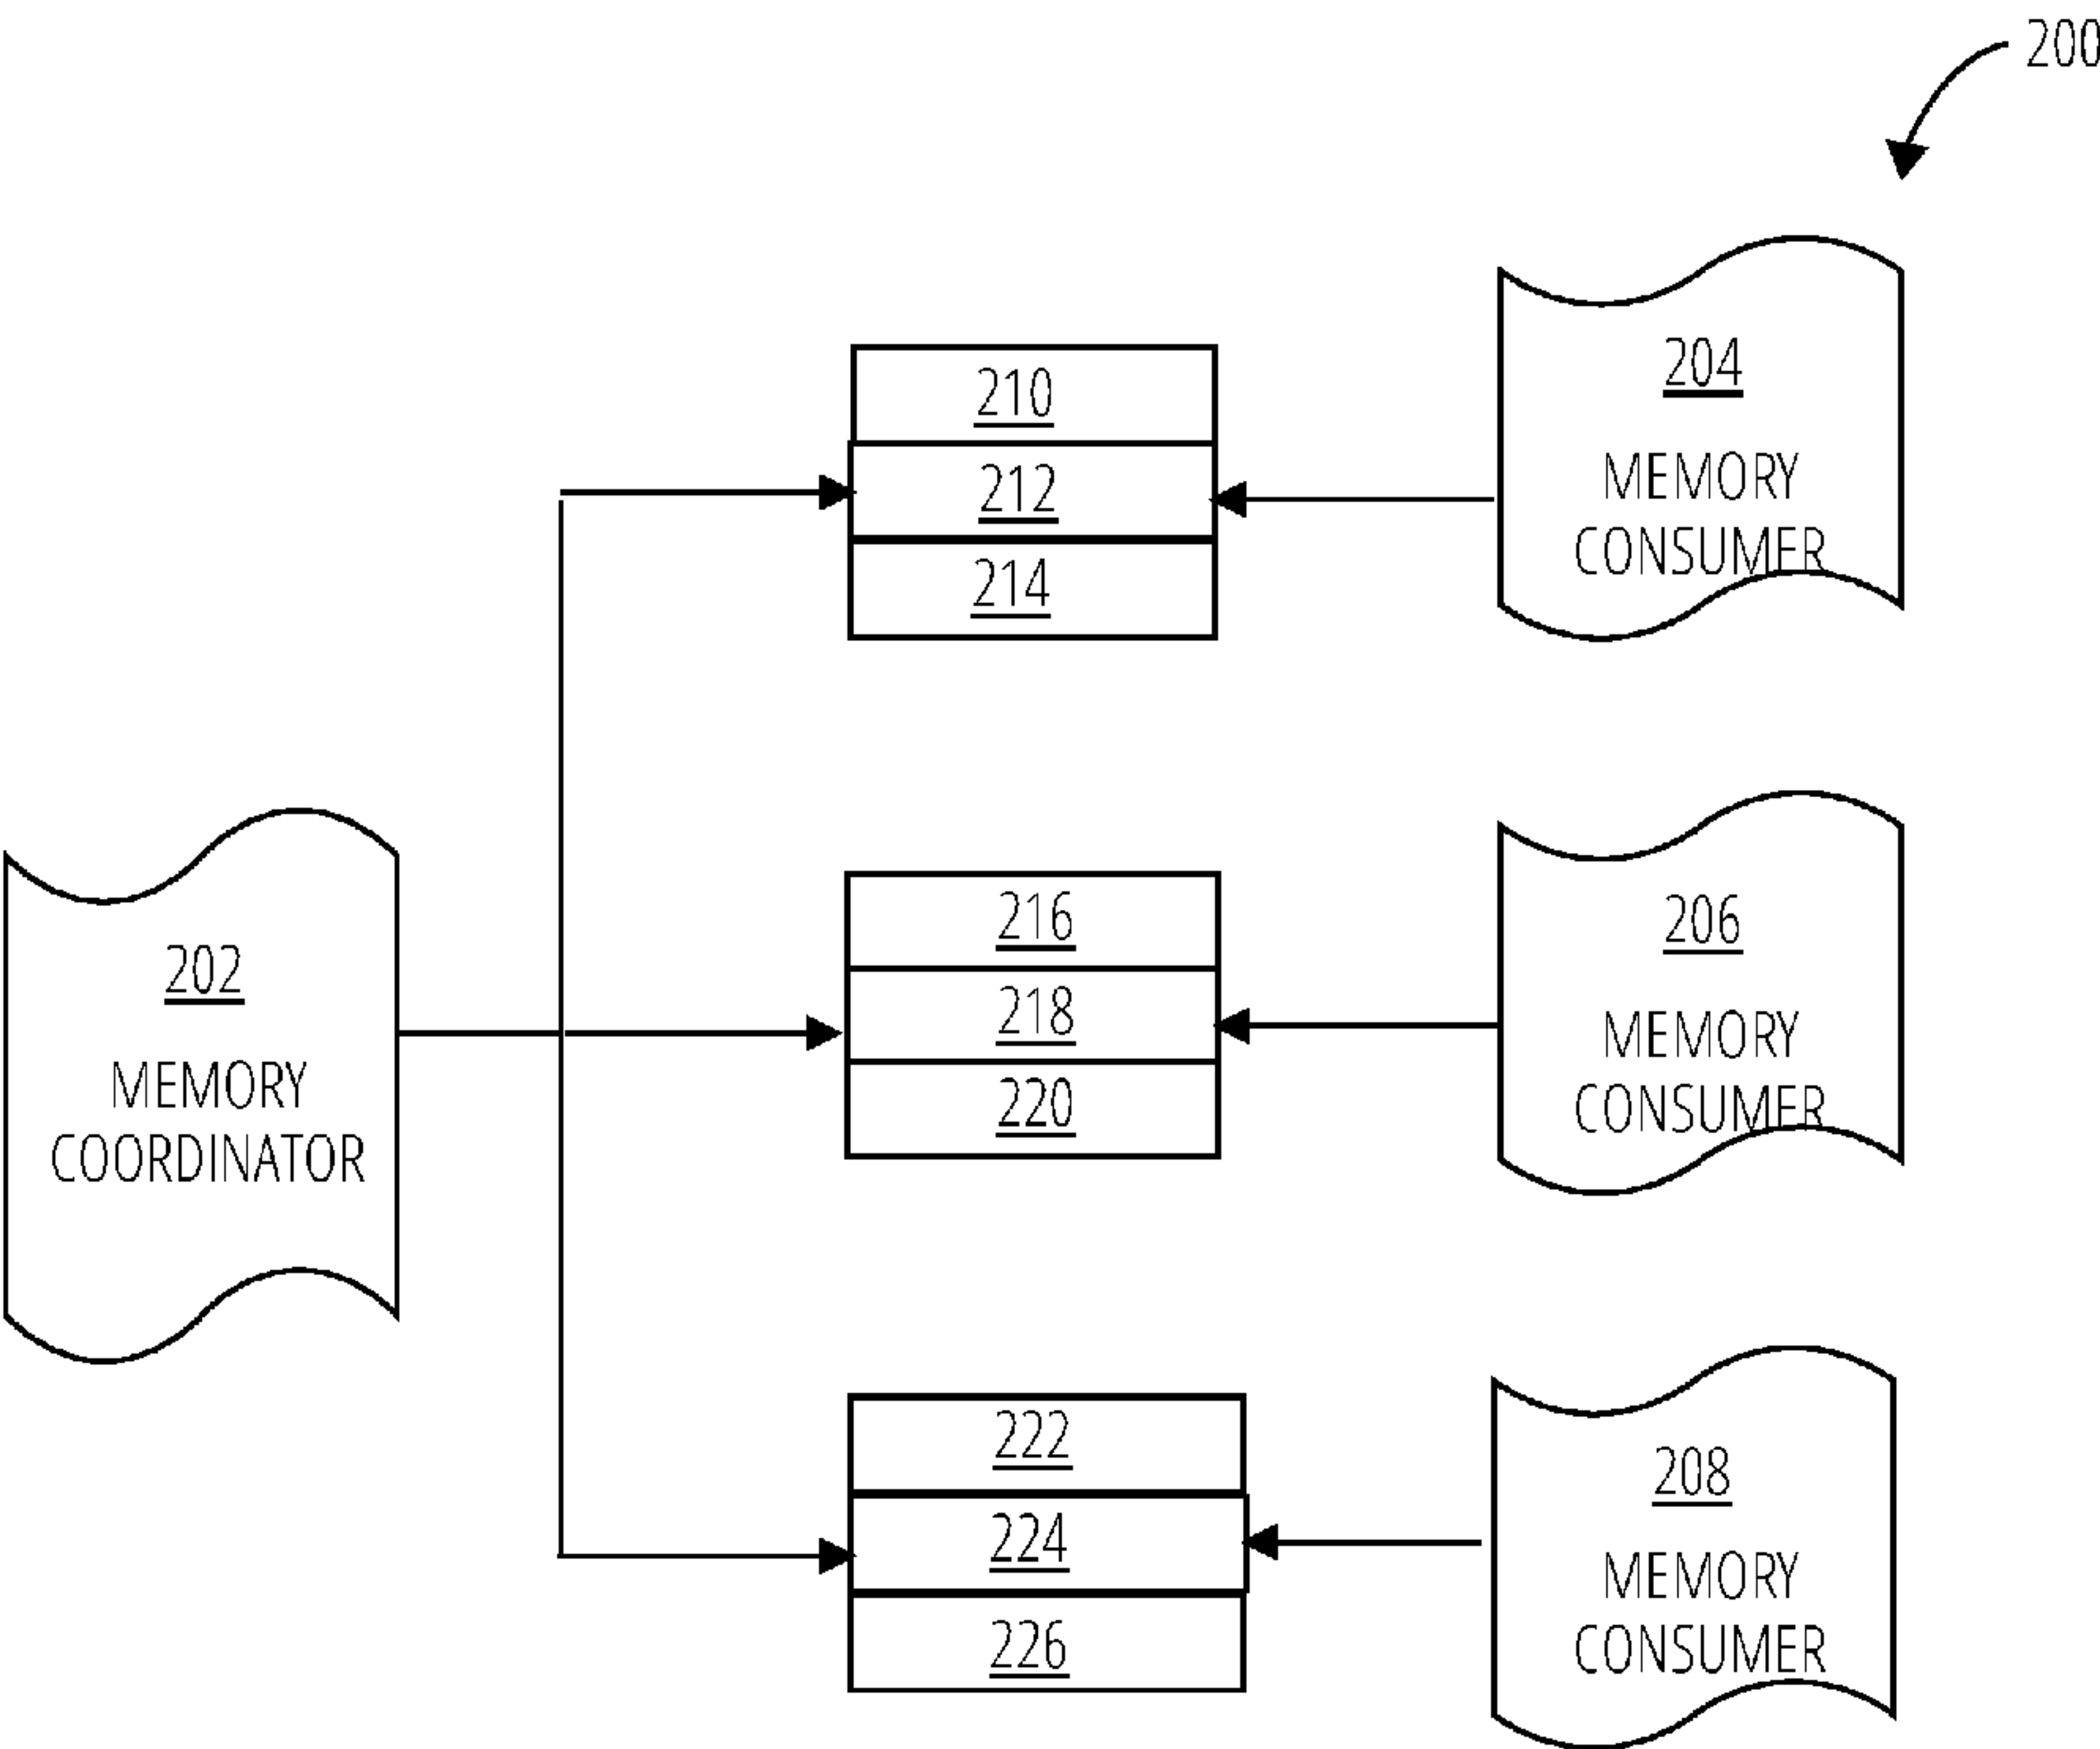 200
204
MEMORY
CONSUMER
210
212
214
202
MEMORY
COORDINATOR
216
218
220
206
MEMORY
CONSUMER
222
224
226
208
MEMORY
CONSUMER